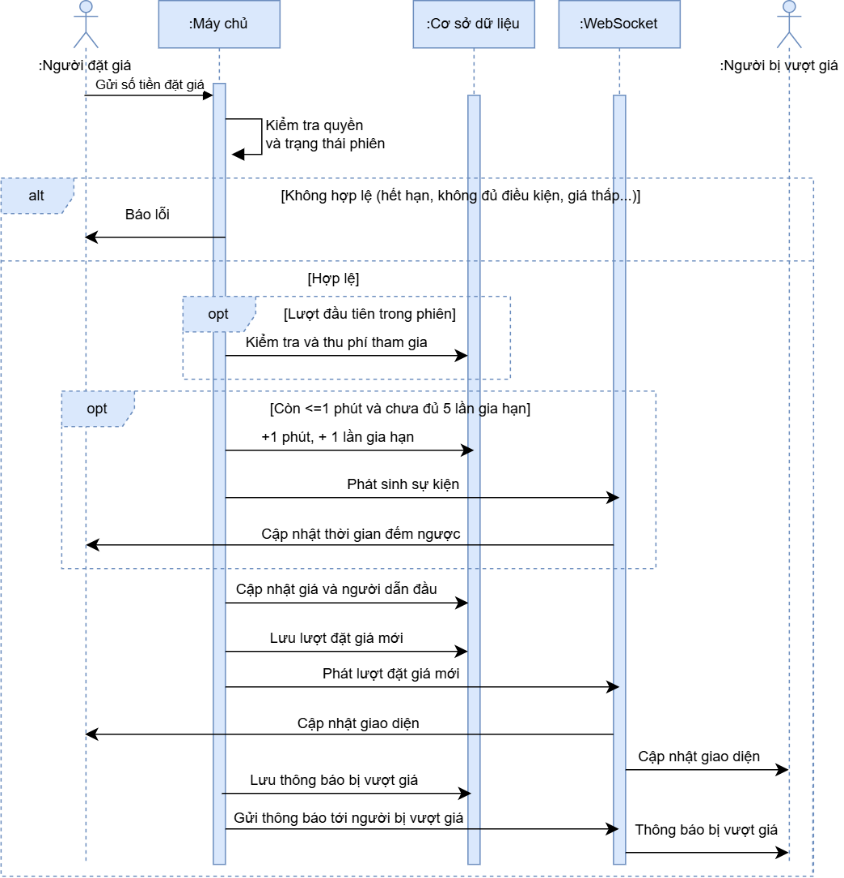 :Máy chủ
:Cơ sở dữ liệu
:WebSocket
:Người đặt giá
:Người bị vượt giá
Gửi số tiền đặt giá
Kiểm tra quyền
và trạng thái phiên
alt
[Không hợp lệ (hết hạn, không đủ điều kiện, giá thấp...)]
Báo lỗi
[Hợp lệ]
opt
[Lượt đầu tiên trong phiên]
Kiểm tra và thu phí tham gia
opt
[Còn <=1 phút và chưa đủ 5 lần gia hạn]
+1 phút, + 1 lần gia hạn
Phát sinh sự kiện
Cập nhật thời gian đếm ngược
Cập nhật giá và người dẫn đầu
Lưu lượt đặt giá mới
Phát lượt đặt giá mới
Cập nhật giao diện
Cập nhật giao diện
Lưu thông báo bị vượt giá
Gửi thông báo tới người bị vượt giá
Thông báo bị vượt giá